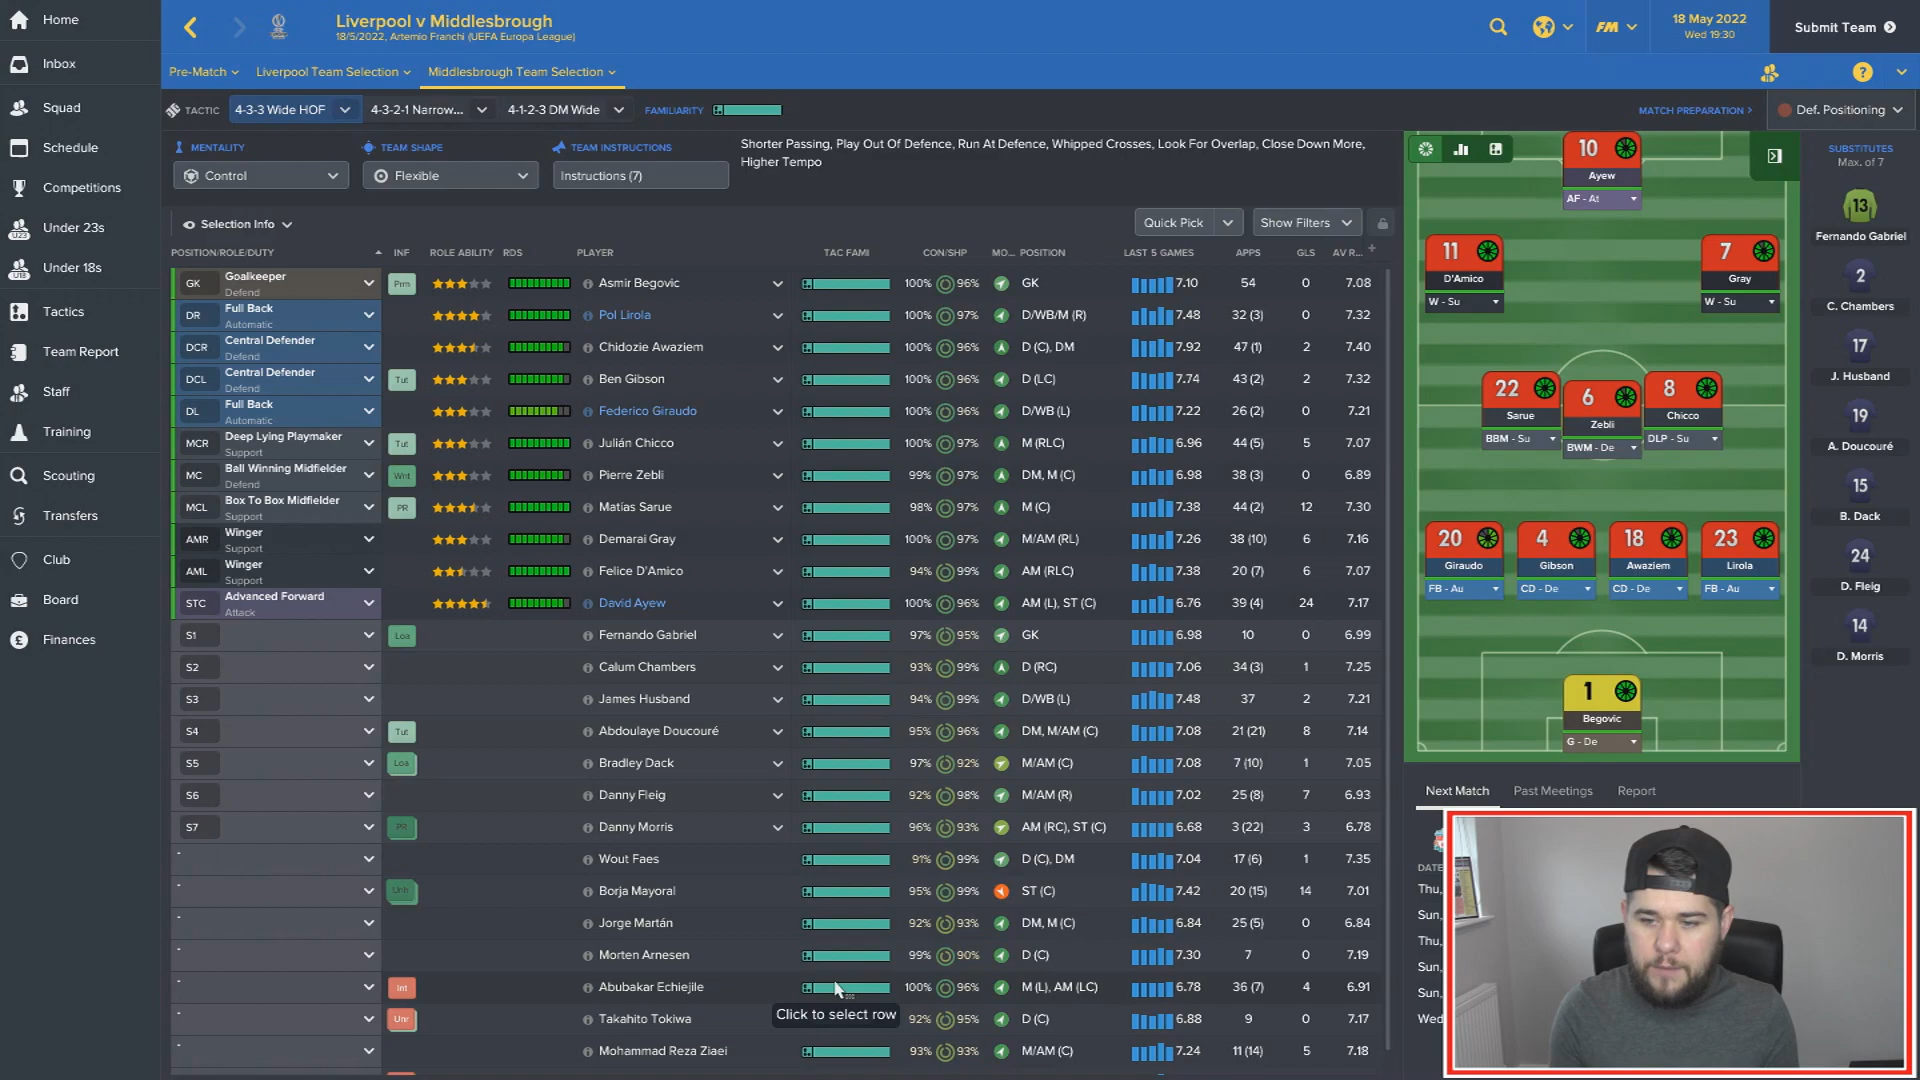 Home
Inbox
Squad
Schedule
Competitions
Under 23s
Under 18s
Tactics
Team Report
Staff
Training
Scouting
Transfers
Club
Board
Finances
Liverpool v Middlesbrough
18/5/2022, Artemio Franchi (UEFA Europa League)
FM
18 May 2022
Wed 19:30
Submit Team
Pre-Match
Liverpool Team Selection
Middlesbrough Team Selection
?
TACTIC
4-3-3 Wide HOF
4-3-2-1 Narrow...
4-1-2-3 DM Wide
FAMILIARITY
MATCH PREPARATION >
Def. Positioning
MENTALITY
TEAM SHAPE
TEAM INSTRUCTIONS
Control
Flexible
Instructions (7)
Shorter Passing, Play Out Of Defence, Run At Defence, Whipped Crosses, Look For Overlap, Close Down More,
Higher Tempo
Selection Info
Quick Pick
Show Filters
POSITION/ROLE/DUTY INF ROLE ABILITY RDS PLAYER TAC FAMI CON/SHP MO... POSITION LAST 5 GAMES APPS GLS AV R...
GK Goalkeeper Defend Prm Asmir Begovic 100% 96% GK 7.10 54 0 7.08
DR Full Back Automatic Pol Lirola 100% 97% D/WB/M (R) 7.48 32 (3) 0 7.32
DCR Central Defender Defend Chidozie Awaziem 100% 96% D (C), DM 7.92 47 (1) 2 7.40
DCL Central Defender Defend Tut Ben Gibson 100% 96% D (LC) 7.74 43 (2) 2 7.32
DL Full Back Automatic Federico Giraudo 100% 96% D/WB (L) 7.22 26 (2) 0 7.21
MCR Deep Lying Playmaker Support Tut Julián Chicco 100% 97% M (RLC) 6.96 44 (5) 5 7.07
MC Ball Winning Midfielder Defend Wnt Pierre Zebli 99% 97% DM, M (C) 6.98 38 (3) 0 6.89
MCL Box To Box Midfielder Support PR Matías Sarue 98% 97% M (C) 7.38 44 (2) 12 7.30
AMR Winger Support Demarai Gray 100% 97% M/AM (RL) 7.26 38 (10) 6 7.16
AML Winger Support Felice D'Amico 94% 99% AM (RLC) 7.38 20 (7) 6 7.07
STC Advanced Forward Attack David Ayew 100% 96% AM (L), ST (C) 6.76 39 (4) 24 7.17
S1 Loa Fernando Gabriel 97% 95% GK 6.98 10 0 6.99
S2 Calum Chambers 93% 99% D (RC) 7.06 34 (3) 1 7.25
S3 James Husband 94% 99% D/WB (L) 7.48 37 2 7.21
S4 Tut Abdoulaye Doucouré 95% 96% DM, M/AM (C) 7.08 21 (21) 8 7.14
S5 Loa Bradley Dack 97% 92% M/AM (C) 7.08 7 (10) 1 7.05
S6 Danny Fleig 92% 98% M/AM (R) 7.02 25 (8) 7 6.93
S7 PR Danny Morris 96% 93% AM (RC), ST (C) 6.68 3 (22) 3 6.78
- Wout Faes 91% 99% D (C), DM 7.04 17 (6) 1 7.35
- Unh Borja Mayoral 95% 99% ST (C) 7.42 20 (15) 14 7.01
- Jorge Martán 92% 93% DM, M (C) 6.84 25 (5) 0 6.84
- Morten Arnesen 99% 90% D (C) 7.30 7 0 7.19
- Int Abubakar Echiejile 100% 96% M (L), AM (LC) 6.78 36 (7) 4 6.91
- Unr Takahito Tokiwa 92% 95% D (C) 6.88 9 0 7.17
- Mohammad Reza Ziaei 93% 93% M/AM (C) 7.24 11 (14) 5 7.18
Click to select row
10
Ayew
AF - At
11
D'Amico
W - Su
7
Gray
W - Su
22
Sarue
BBM - Su
6
Zebli
BWM - De
8
Chicco
DLP - Su
20
Giraudo
FB - Au
4
Gibson
CD - De
18
Awaziem
CD - De
23
Lirola
FB - Au
1
Begovic
G - De
SUBSTITUTES
Max. of 7
13
Fernando Gabriel
2
C. Chambers
17
J. Husband
19
A. Doucouré
15
B. Dack
24
D. Fleig
14
D. Morris
Next Match
Past Meetings
Report
DATE
Thu,
Sun,
Thu,
Sun,
Sun,
Wed